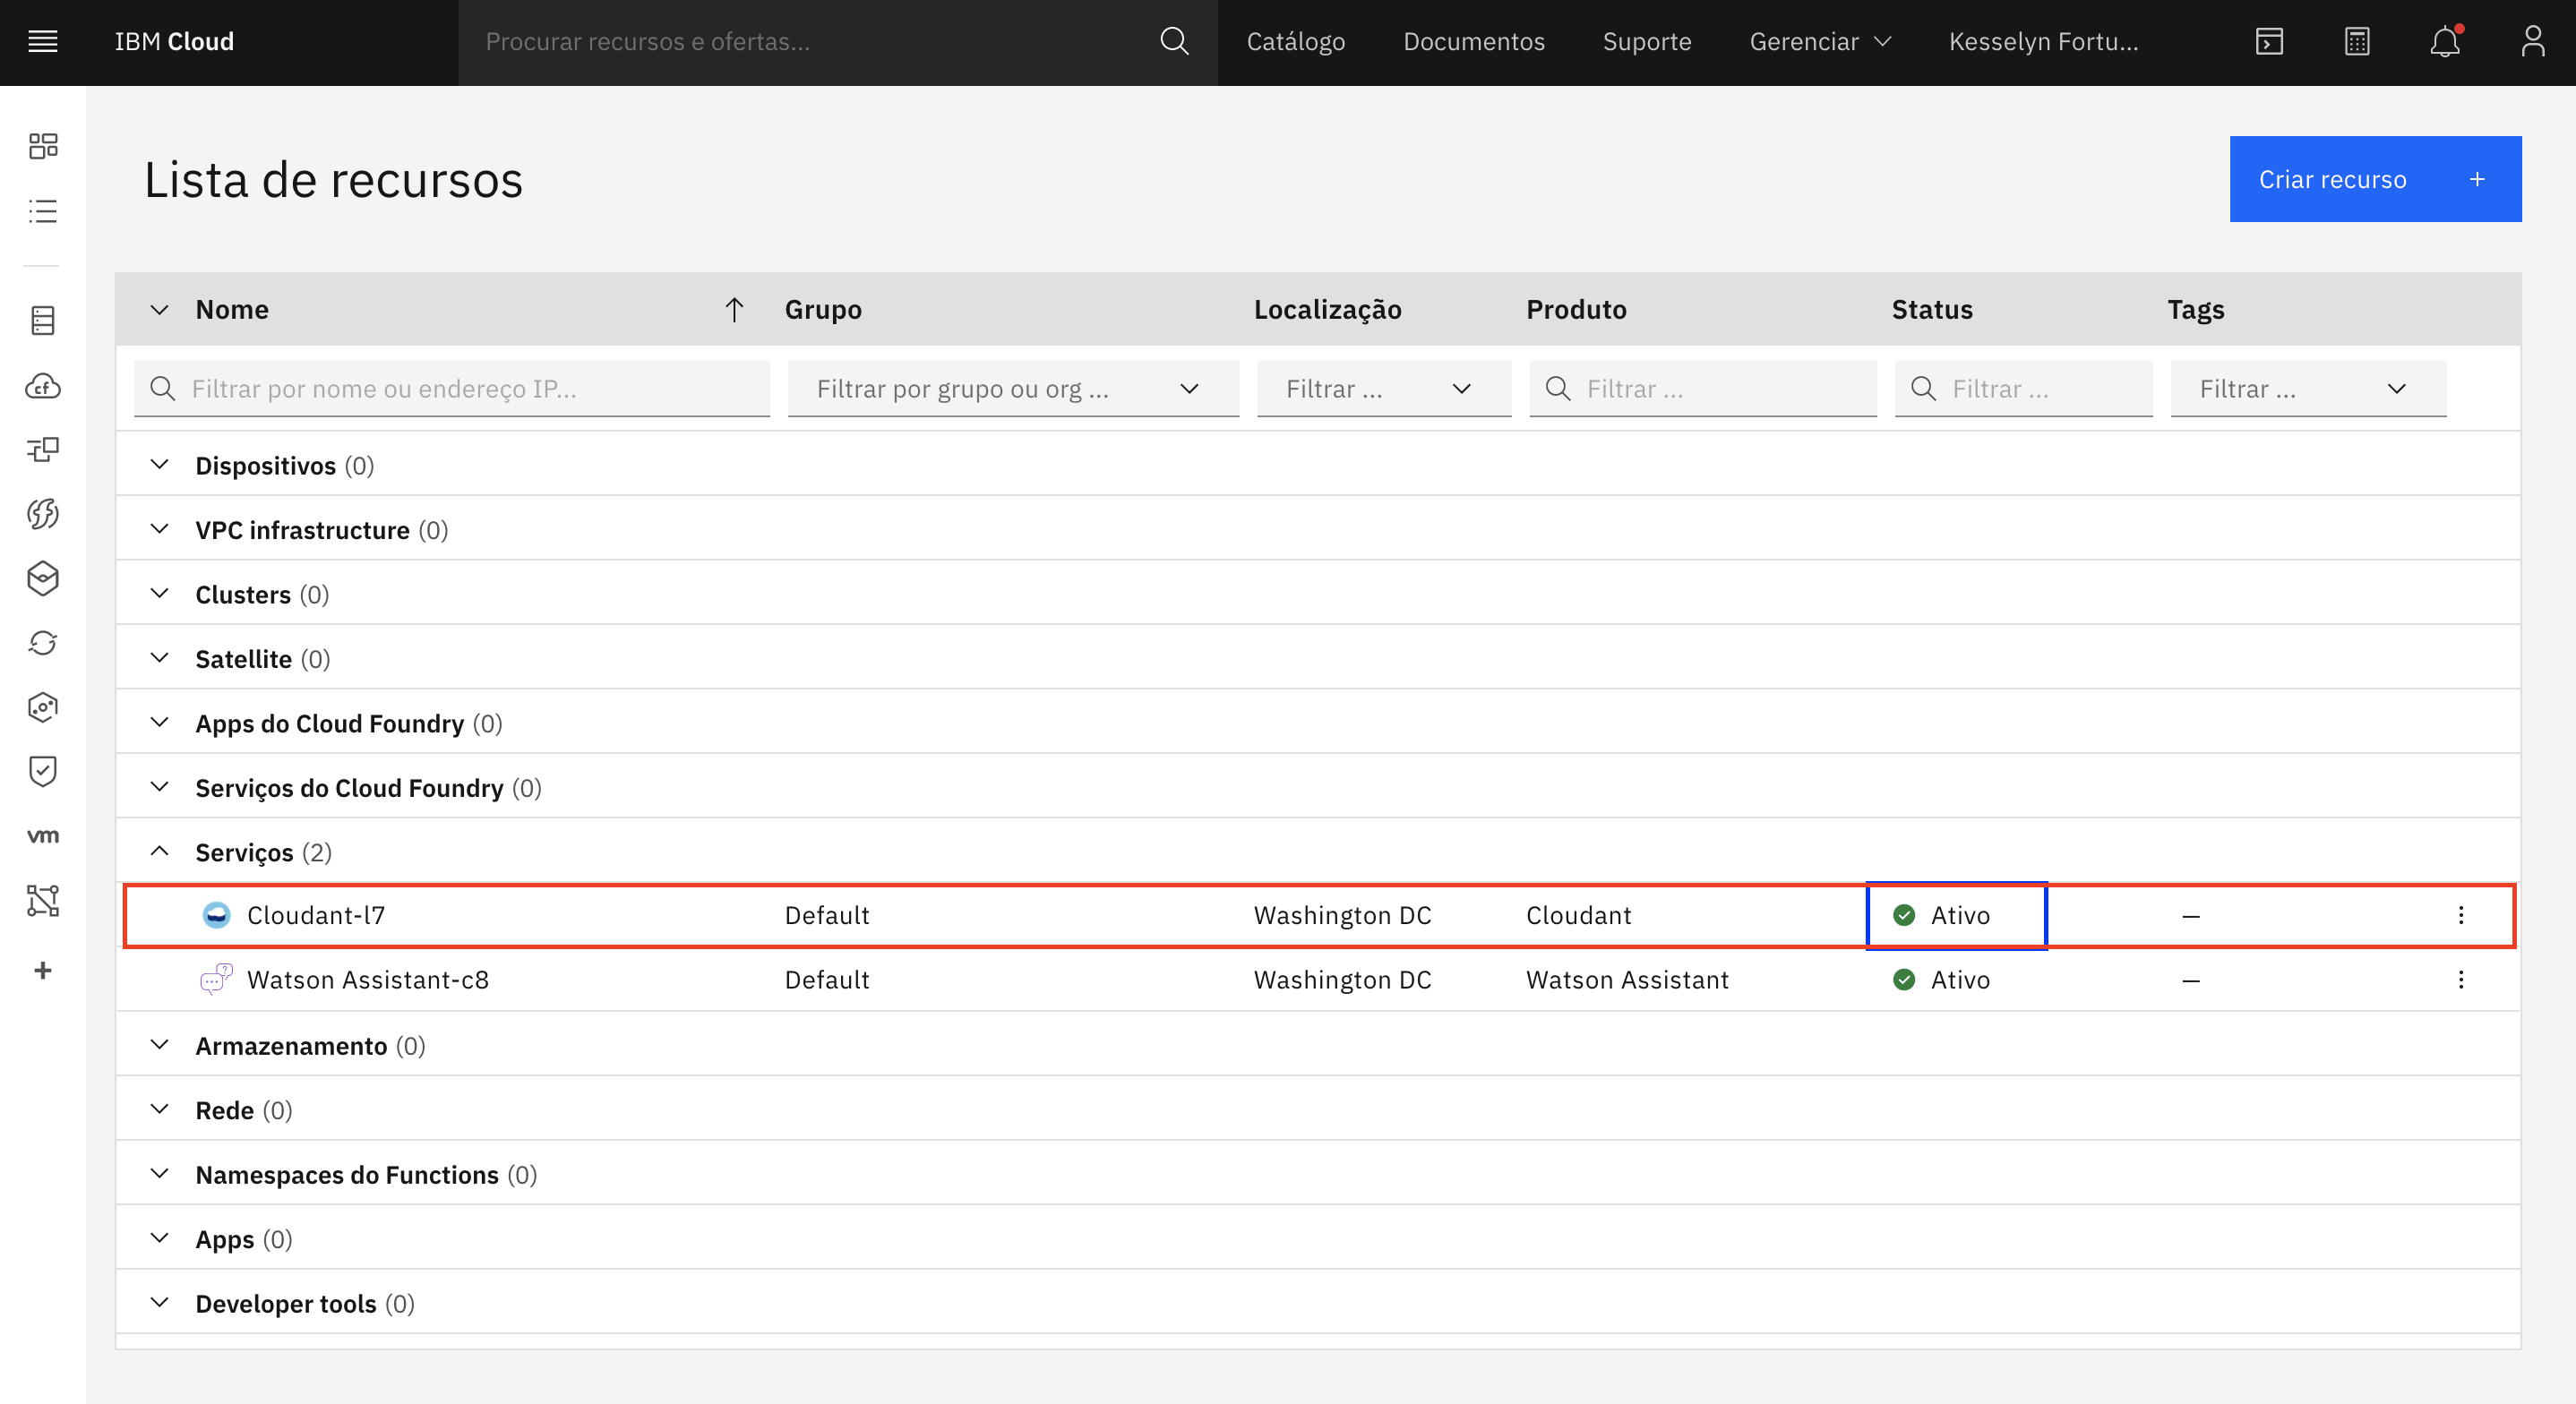 IBM Cloud
Procurar recursos e ofertas...
Catálogo
Documentos
Suporte
Gerenciar
Kesselyn Fortu...
Lista de recursos
Criar recurso +
Nome Grupo Localização Produto Status Tags
Filtrar por nome ou endereço IP... Filtrar por grupo ou org ... Filtrar ... Filtrar ... Filtrar ... Filtrar ...
Dispositivos (0)
VPC infrastructure (0)
Clusters (0)
Satellite (0)
Apps do Cloud Foundry (0)
Serviços do Cloud Foundry (0)
Serviços (2)
Cloudant-l7 Default Washington DC Cloudant Ativo —
Watson Assistant-c8 Default Washington DC Watson Assistant Ativo —
Armazenamento (0)
Rede (0)
Namespaces do Functions (0)
Apps (0)
Developer tools (0)
cf
vm